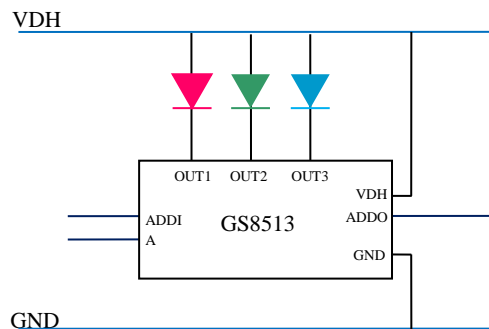 VDH
OUT1 OUT2 OUT3
VDH
ADDI
GS8513
ADDO
A
GND
GND